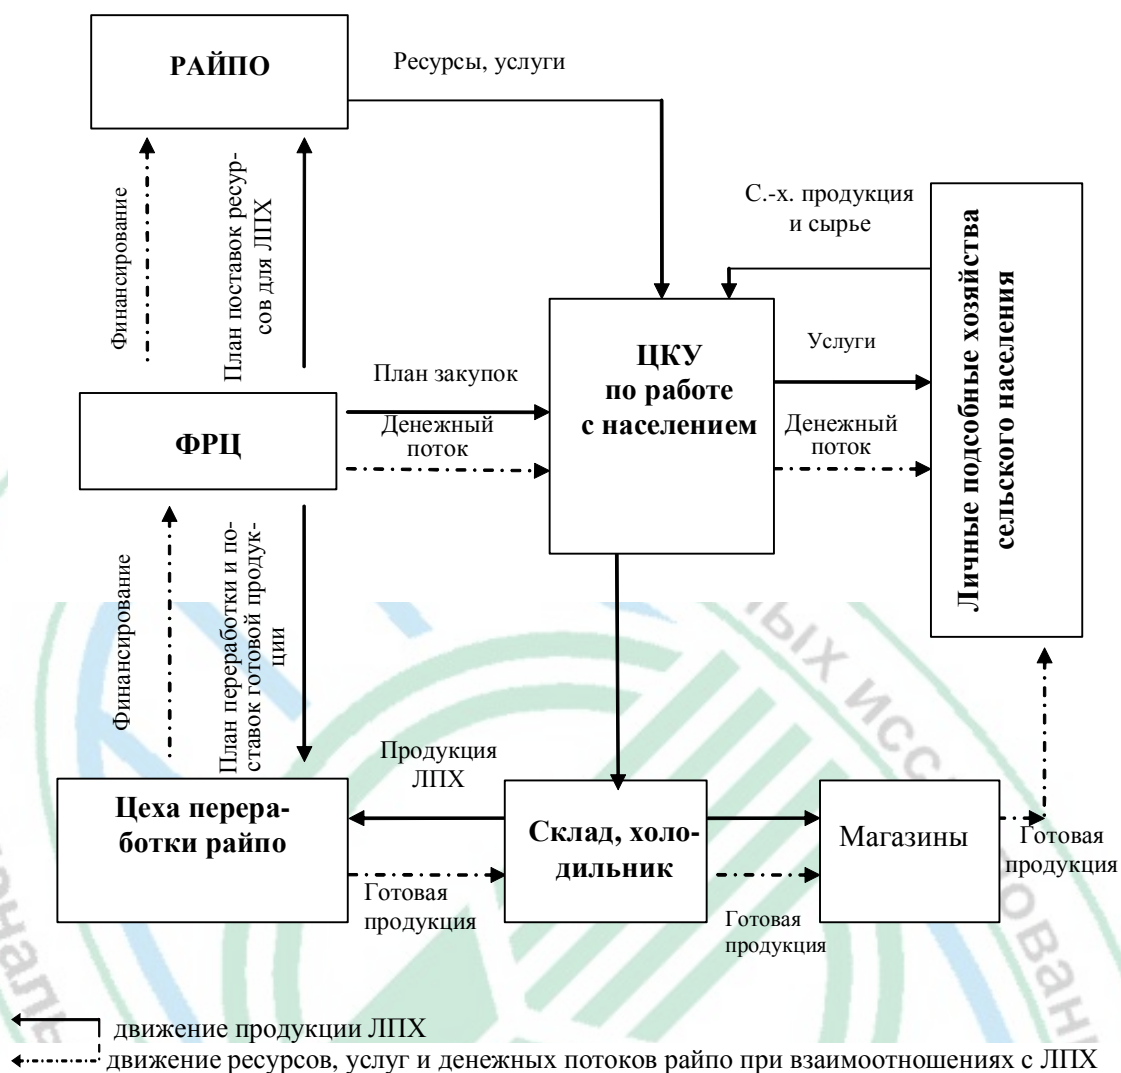 РАЙПО
Ресурсы, услуги
Финансирование
План поставок ресур-
сов для ЛПХ
С.-х. продукция
и сырье
Личные подсобные хозяйства
сельского населения
ЦКУ
по работе
с населением
Услуги
План закупок
Денежный
поток
Денежный
поток
ФРЦ
Финансирование
План переработки и по-
ставок готовой продук-
ции
Продукция
ЛПХ
Цеха перера-
ботки райпо
Склад, холо-
дильник
Магазины
Готовая
продукция
Готовая
продукция
Готовая
продукция
движение продукции ЛПХ
движение ресурсов, услуг и денежных потоков райпо при взаимоотношениях с ЛПХ